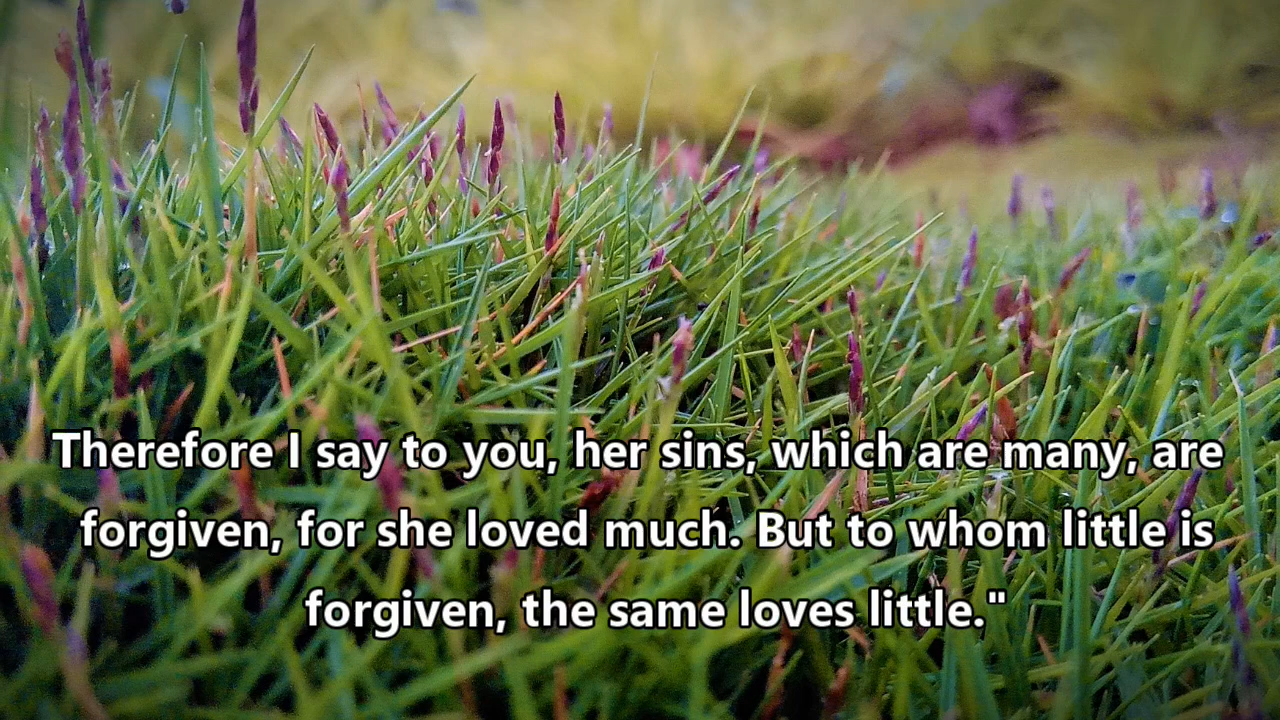 Therefore I say to you, her sins, which are many, are
forgiven, for she loved much. But to whom little is
forgiven, the same loves little."